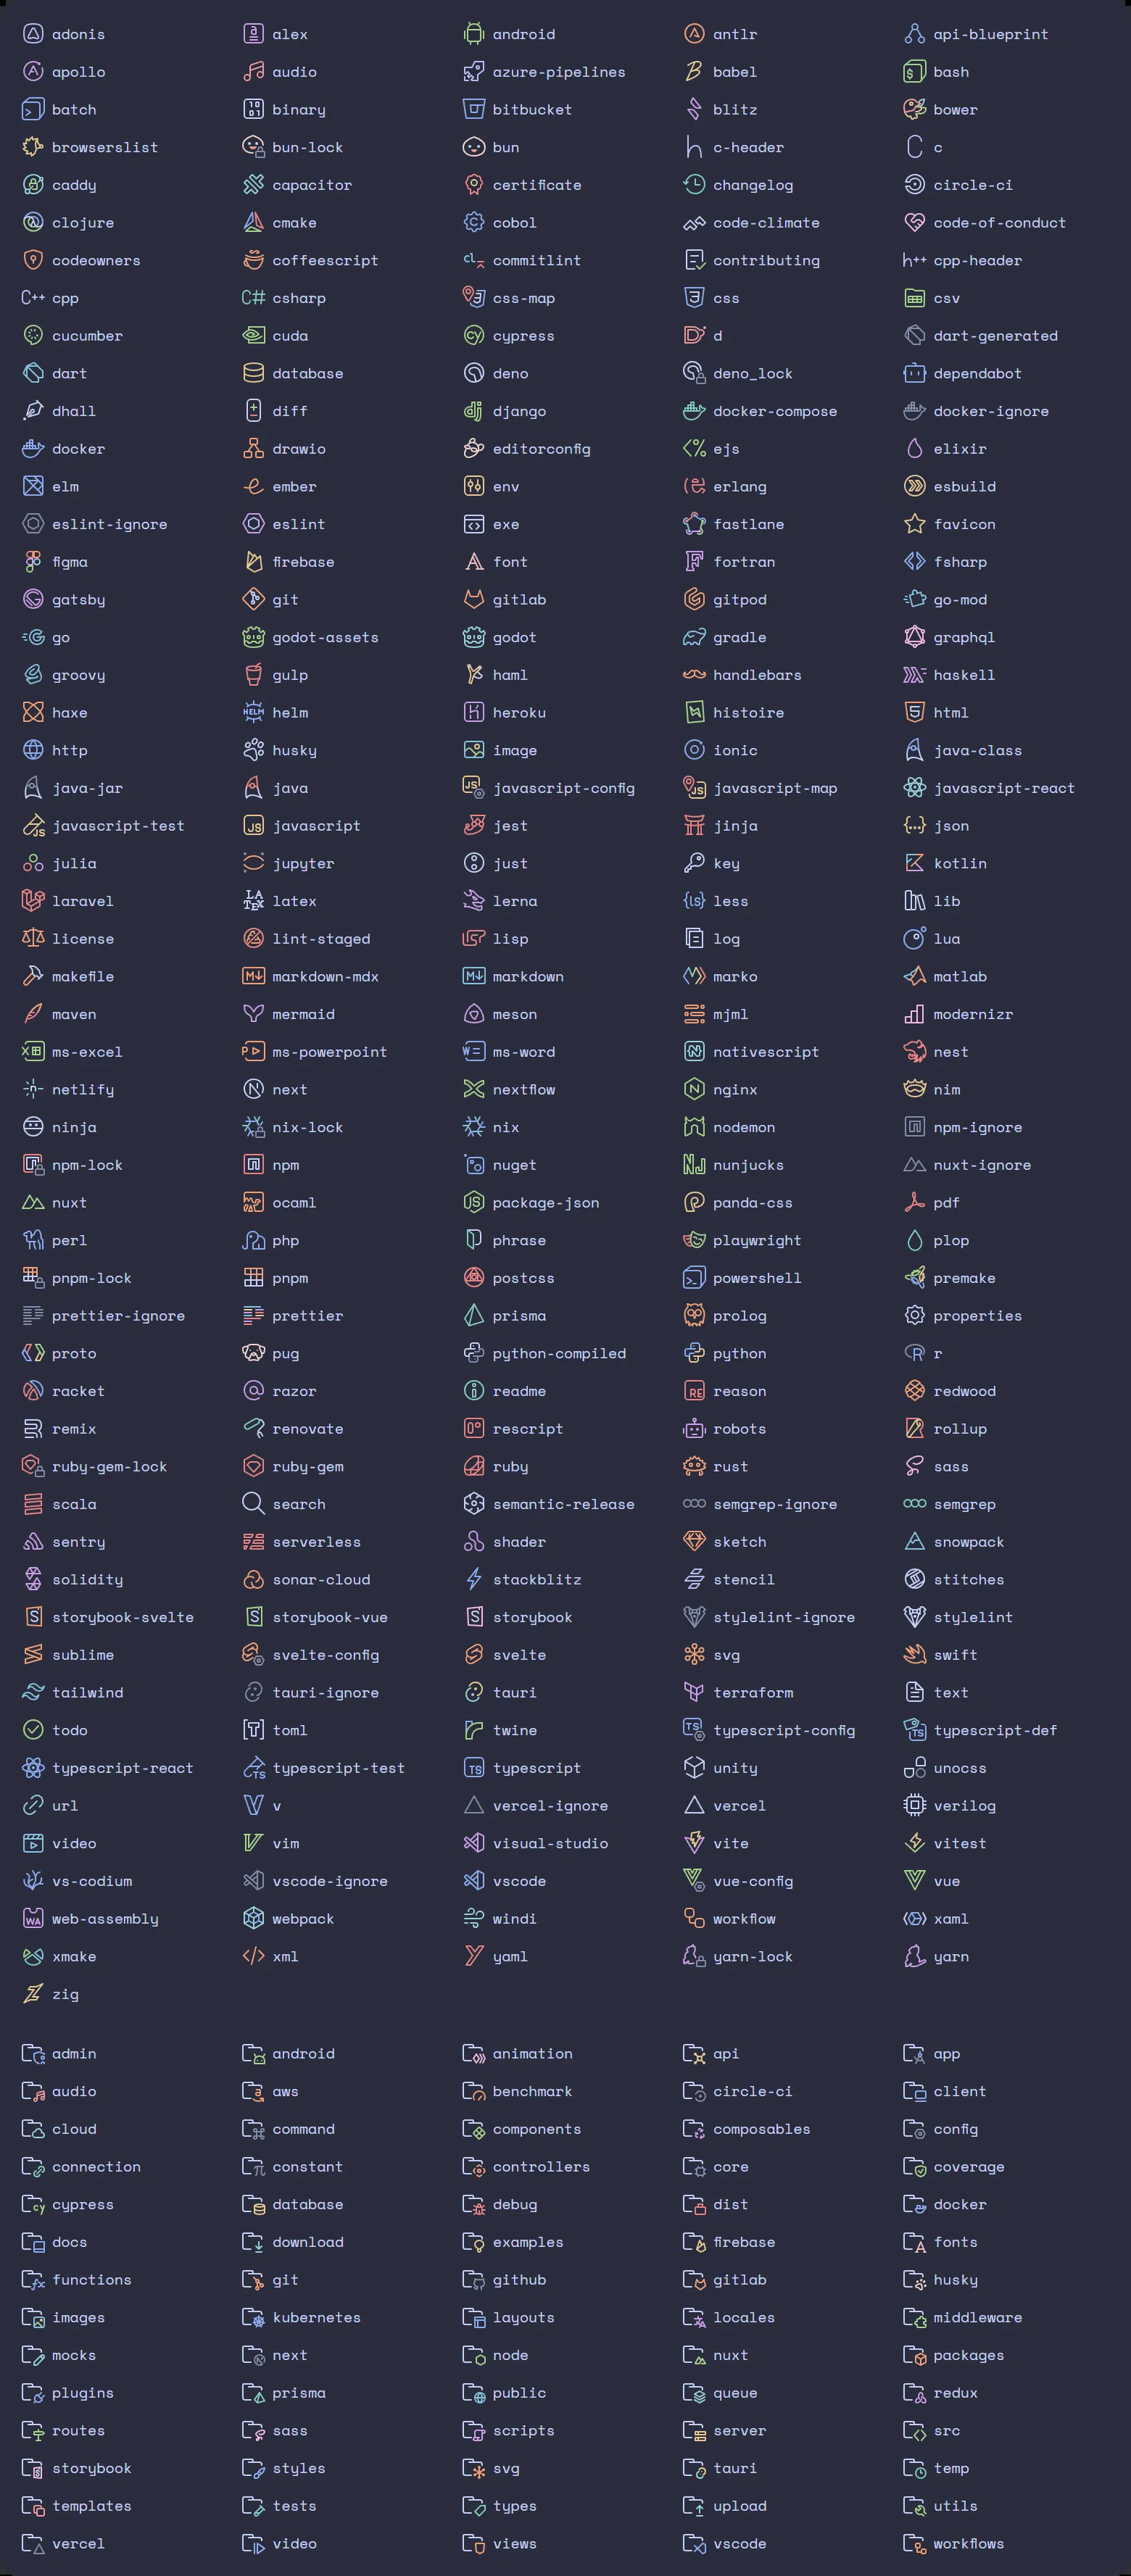 adonis alex android antlr api-blueprint
apollo audio azure-pipelines babel bash
batch binary bitbucket blitz bower
browserslist bun-lock bun c-header c
caddy capacitor certificate changelog circle-ci
clojure cmake cobol code-climate code-of-conduct
codeowners coffeescript commitlint contributing cpp-header
cpp csharp css-map css csv
cucumber cuda cypress d dart-generated
dart database deno deno_lock dependabot
dhall diff django docker-compose docker-ignore
docker drawio editorconfig ejs elixir
elm ember env erlang esbuild
eslint-ignore eslint exe fastlane favicon
figma firebase font fortran fsharp
gatsby git gitlab gitpod go-mod
go godot-assets godot gradle graphql
groovy gulp haml handlebars haskell
haxe helm heroku histoire html
http husky image ionic java-class
java-jar java javascript-config javascript-map javascript-react
javascript-test javascript jest jinja json
julia jupyter just key kotlin
laravel latex lerna less lib
license lint-staged lisp log lua
makefile markdown-mdx markdown marko matlab
maven mermaid meson mjml modernizr
ms-excel ms-powerpoint ms-word nativescript nest
netlify next nextflow nginx nim
ninja nix-lock nix nodemon npm-ignore
npm-lock npm nuget nunjucks nuxt-ignore
nuxt ocaml package-json panda-css pdf
perl php phrase playwright plop
pnpm-lock pnpm postcss powershell premake
prettier-ignore prettier prisma prolog properties
proto pug python-compiled python r
racket razor readme reason redwood
remix renovate rescript robots rollup
ruby-gem-lock ruby-gem ruby rust sass
scala search semantic-release semgrep-ignore semgrep
sentry serverless shader sketch snowpack
solidity sonar-cloud stackblitz stencil stitches
storybook-svelte storybook-vue storybook stylelint-ignore stylelint
sublime svelte-config svelte svg swift
tailwind tauri-ignore tauri terraform text
todo toml twine typescript-config typescript-def
typescript-react typescript-test typescript unity unocss
url v vercel-ignore vercel verilog
video vim visual-studio vite vitest
vs-codium vscode-ignore vscode vue-config vue
web-assembly webpack windi workflow xaml
xmake xml yaml yarn-lock yarn
zig
admin android animation api app
audio aws benchmark circle-ci client
cloud command components composables config
connection constant controllers core coverage
cypress database debug dist docker
docs download examples firebase fonts
functions git github gitlab husky
images kubernetes layouts locales middleware
mocks next node nuxt packages
plugins prisma public queue redux
routes sass scripts server src
storybook styles svg tauri temp
templates tests types upload utils
vercel video views vscode workflows